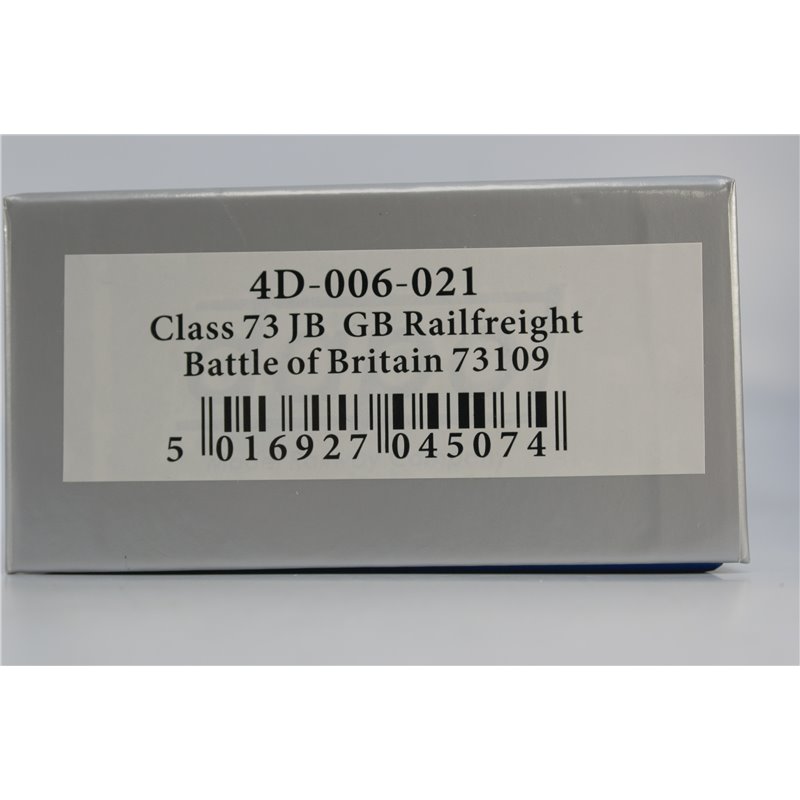 4D-006-021
Class 73 JB GB Railfreight
Battle of Britain 73109
5 016927 045074